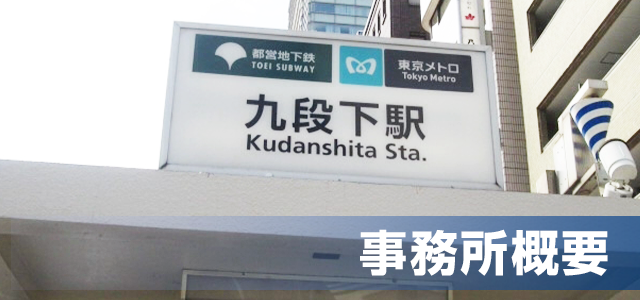 都営地下鉄
TOEI SUBWAY
東京メトロ
Tokyo Metro
九段下駅
Kudanshita Sta.
事務所概要